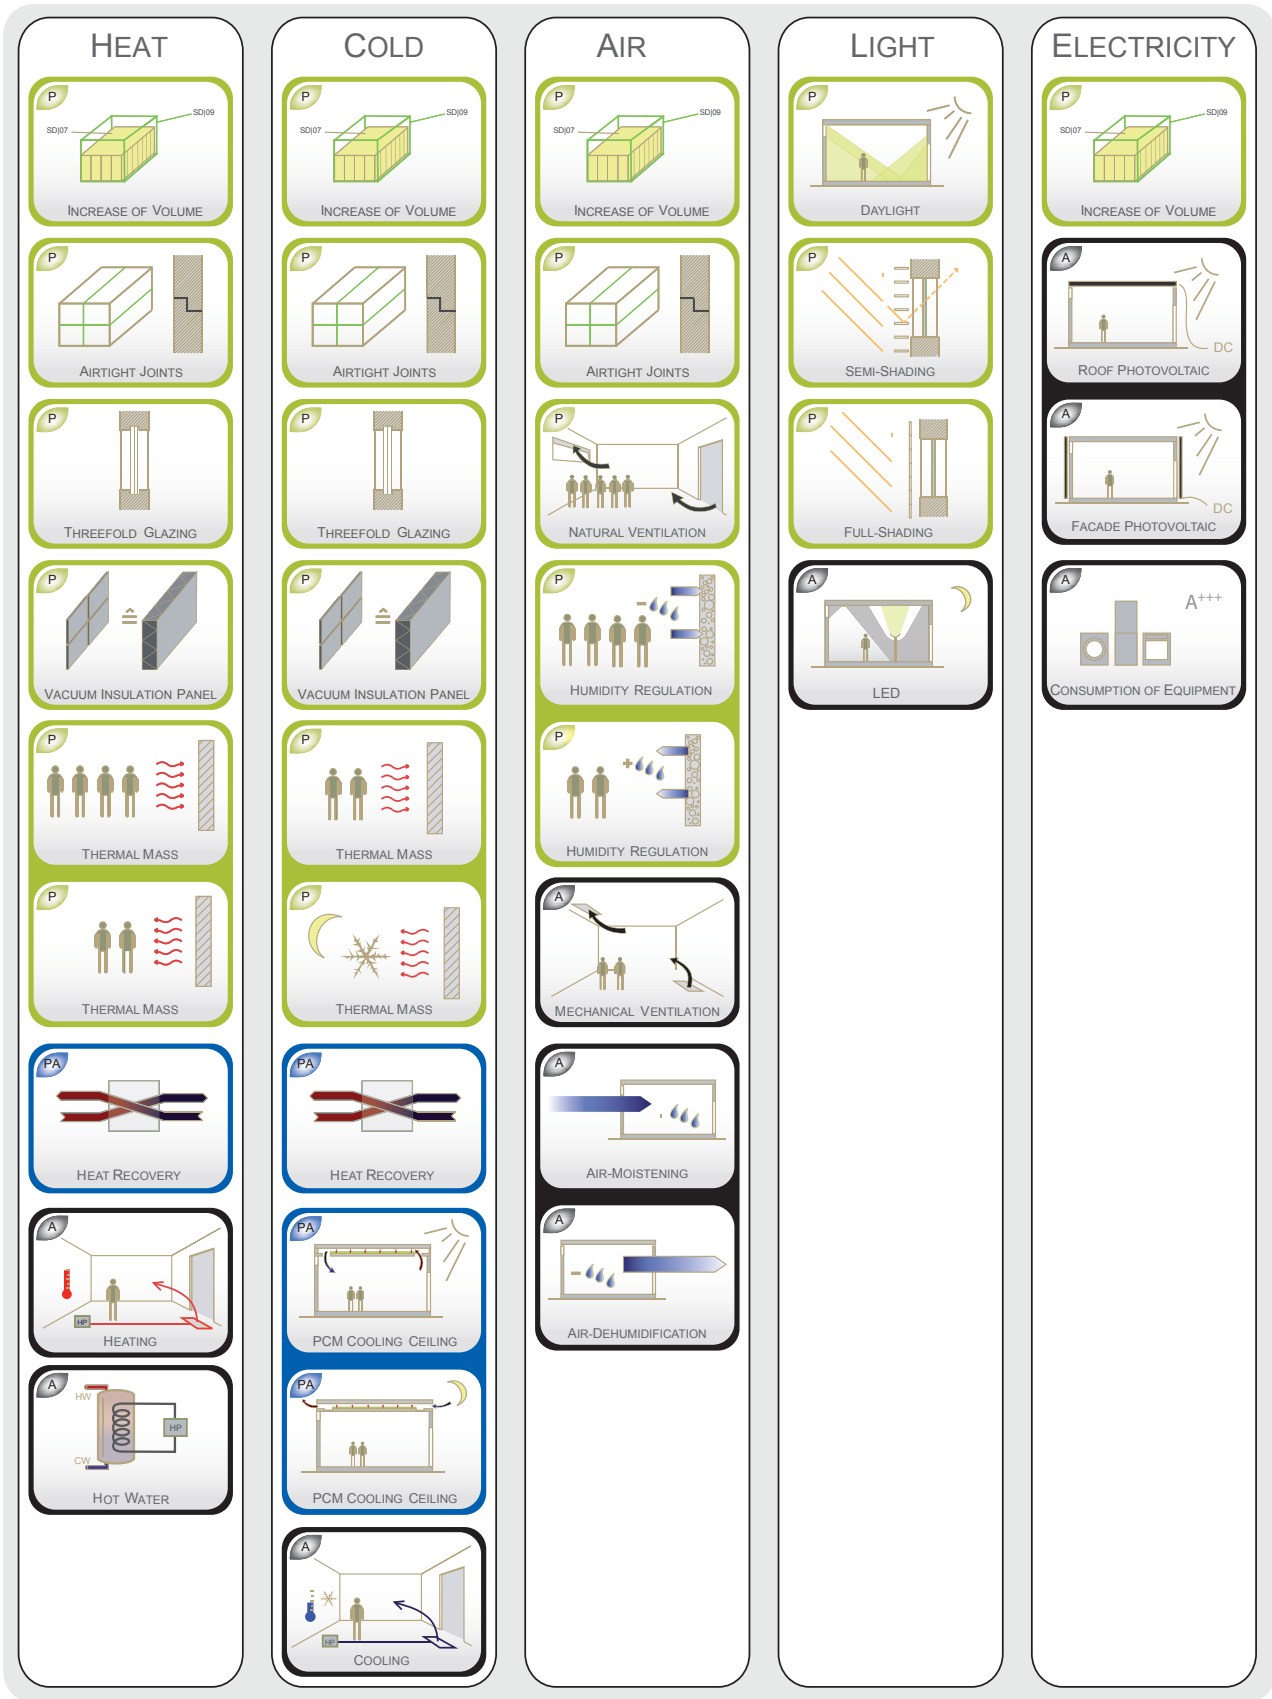 HEAT
P
SD|07
SD|09
INCREASE OF VOLUME
P
AIRTIGHT JOINTS
P
THREEFOLD GLAZING
P
VACUUM INSULATION PANEL
P
THERMAL MASS
P
THERMAL MASS
PA
HEAT RECOVERY
A
HP
HEATING
A
HW
HP
CW
HOT WATER
COLD
P
SD|07
SD|09
INCREASE OF VOLUME
P
AIRTIGHT JOINTS
P
THREEFOLD GLAZING
P
VACUUM INSULATION PANEL
P
THERMAL MASS
P
THERMAL MASS
PA
HEAT RECOVERY
PA
PCM COOLING CEILING
PA
PCM COOLING CEILING
A
HP
COOLING
AIR
P
SD|07
SD|09
INCREASE OF VOLUME
P
AIRTIGHT JOINTS
P
NATURAL VENTILATION
P
HUMIDITY REGULATION
P
HUMIDITY REGULATION
A
MECHANICAL VENTILATION
A
AIR-MOISTENING
A
AIR-DEHUMIDIFICATION
LIGHT
P
DAYLIGHT
P
SEMI-SHADING
P
FULL-SHADING
A
LED
ELECTRICITY
P
SD|07
SD|09
INCREASE OF VOLUME
A
DC
ROOF PHOTOVOLTAIC
A
DC
FACADE PHOTOVOLTAIC
A
A+++
CONSUMPTION OF EQUIPMENT